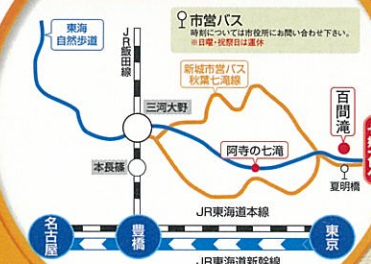 市営バス
時刻については市役所にお問い合わせ下さい。
※日曜・祝祭日は運休
東海
自然歩道
JR飯田線
新城市営バス
秋葉七滝線
三河大野
百間滝
阿寺の七滝
本長篠
夏明橋
JR東海道本線
名古屋
豊橋
東京
JR東海道新幹線